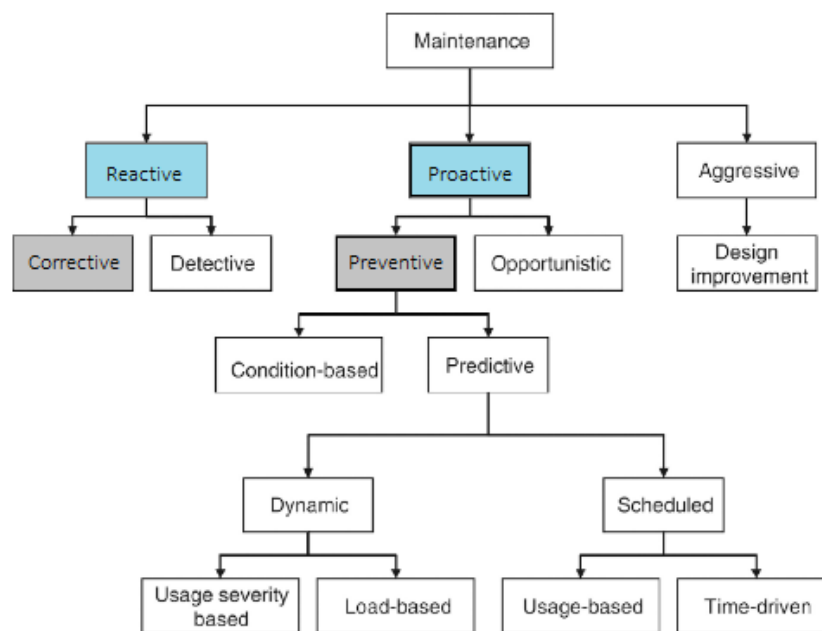 Maintenance
Reactive
Proactive
Aggressive
Corrective
Detective
Preventive
Opportunistic
Design
improvement
Condition-based
Predictive
Dynamic
Scheduled
Usage severity
based
Load-based
Usage-based
Time-driven